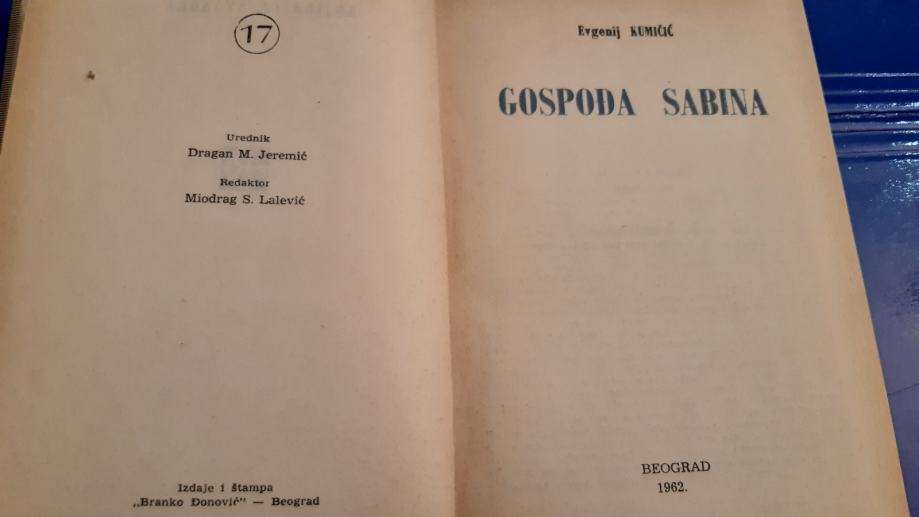 17
Urednik
Dragan M. Jeremić
Redaktor
Miodrag S. Lalević
Izdaje i štampa
„Branko Đonović" — Beograd
Evgenij KUMIČIĆ
GOSPOĐA SABINA
BEOGRAD
1962.